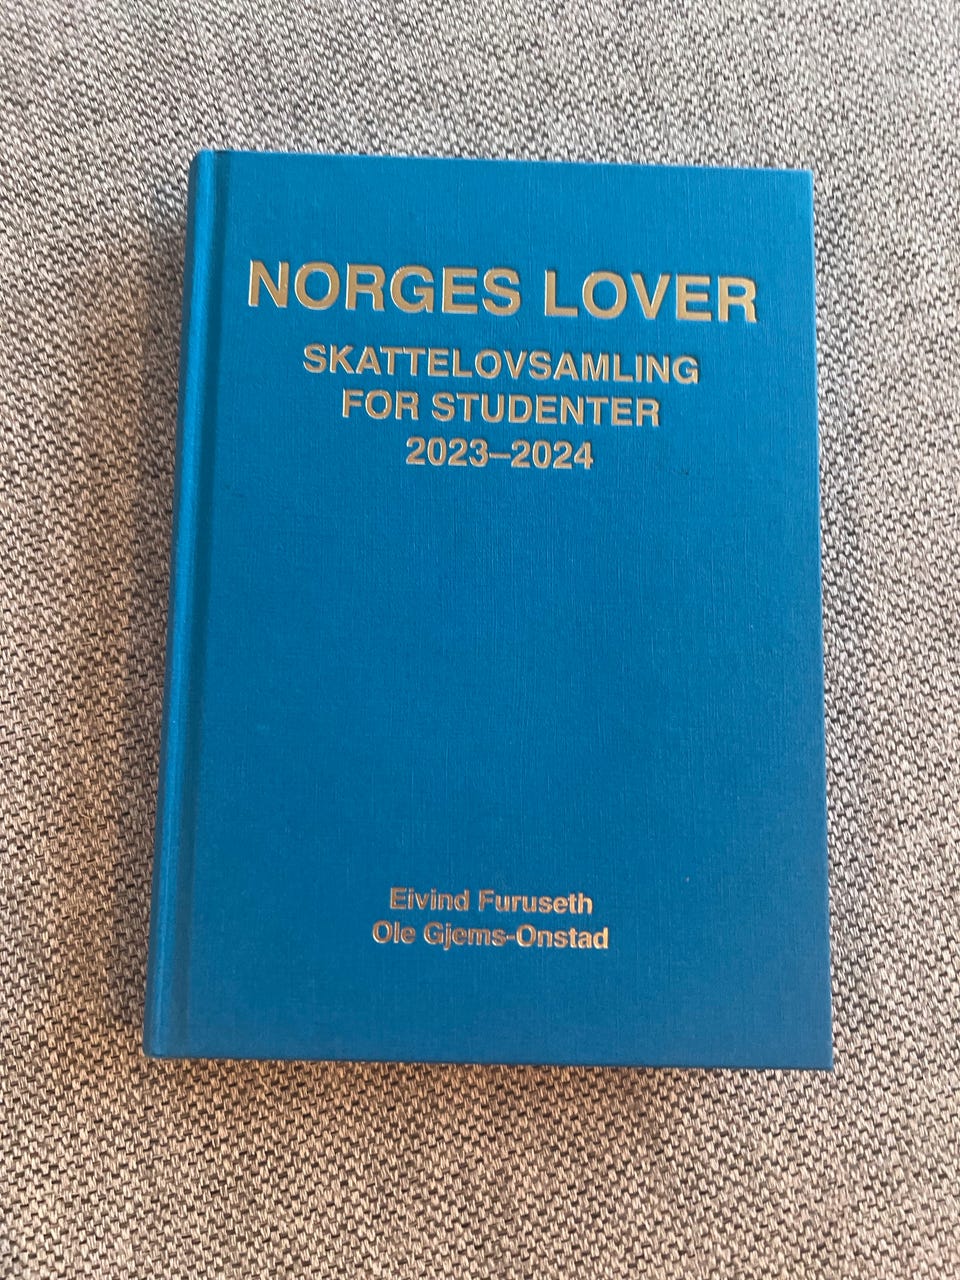 NORGES LOVER
SKATTELOVSAMLING
FOR STUDENTER
2023–2024
Eivind Furuseth
Ole Gjems-Onstad